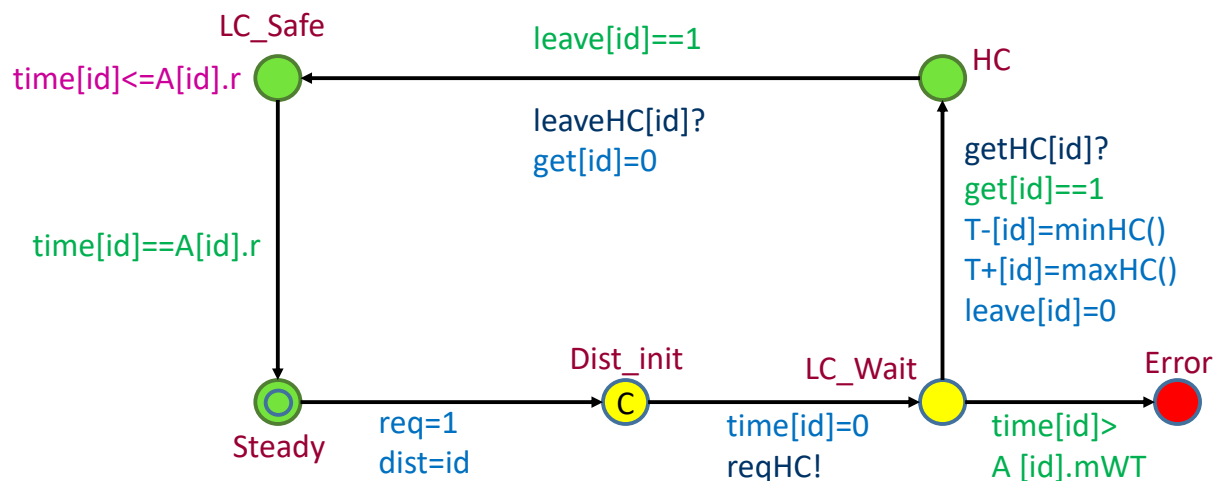 LC_Safe
leave[id]==1
HC
time[id]<=A[id].r
leaveHC[id]?
get[id]=0
getHC[id]?
get[id]==1
T-[id]=minHC()
T+[id]=maxHC()
leave[id]=0
time[id]==A[id].r
Dist_init
LC_Wait
Error
C
Steady
req=1
dist=id
time[id]=0
reqHC!
time[id]>
A [id].mWT